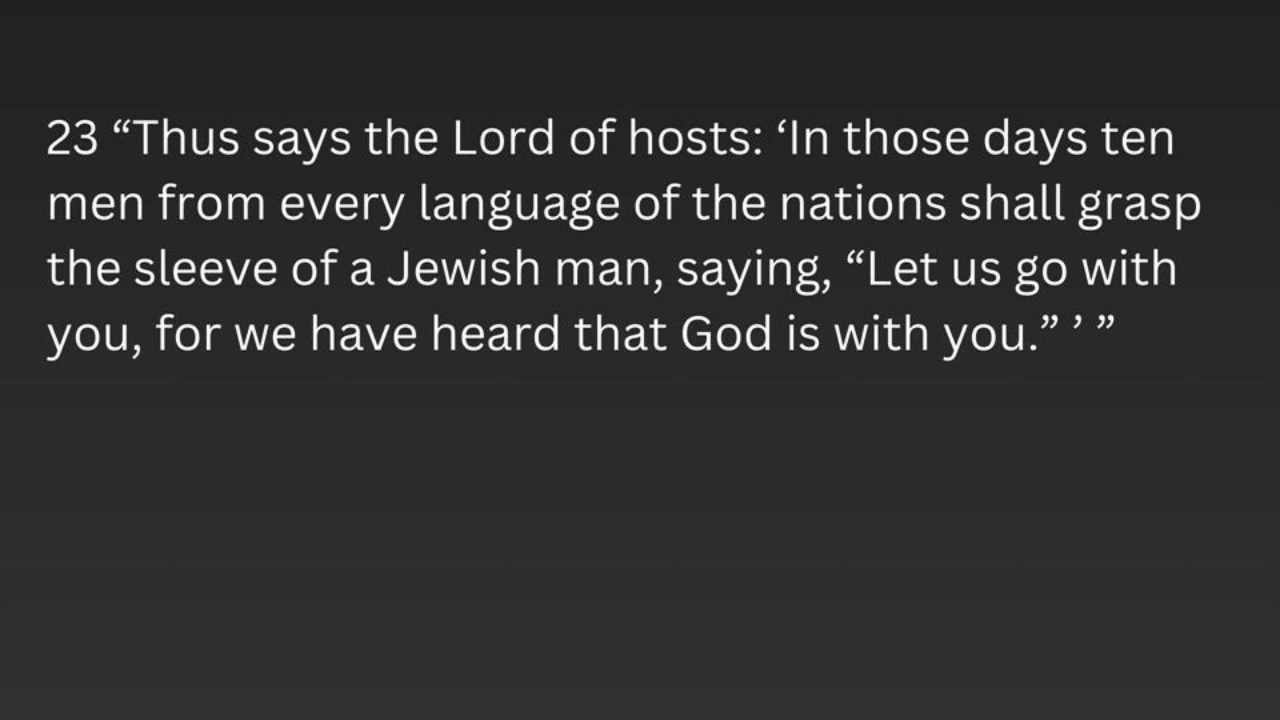 23 “Thus says the Lord of hosts: ‘In those days ten
men from every language of the nations shall grasp
the sleeve of a Jewish man, saying, “Let us go with
you, for we have heard that God is with you.” ’ ”